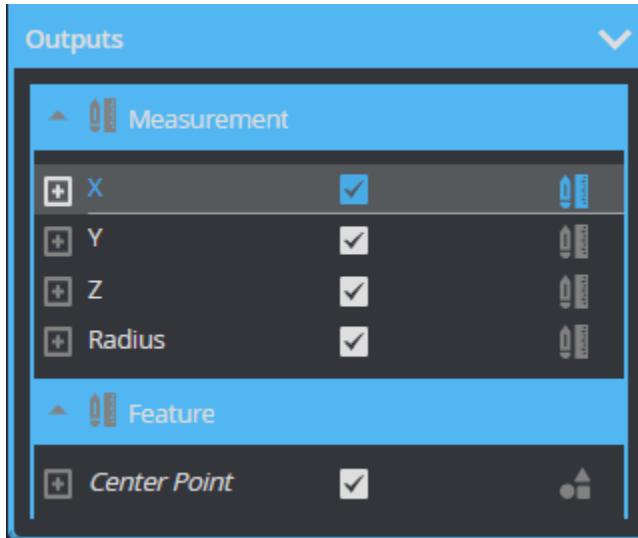 Outputs
Measurement
X
Y
Z
Radius
Feature
Center Point